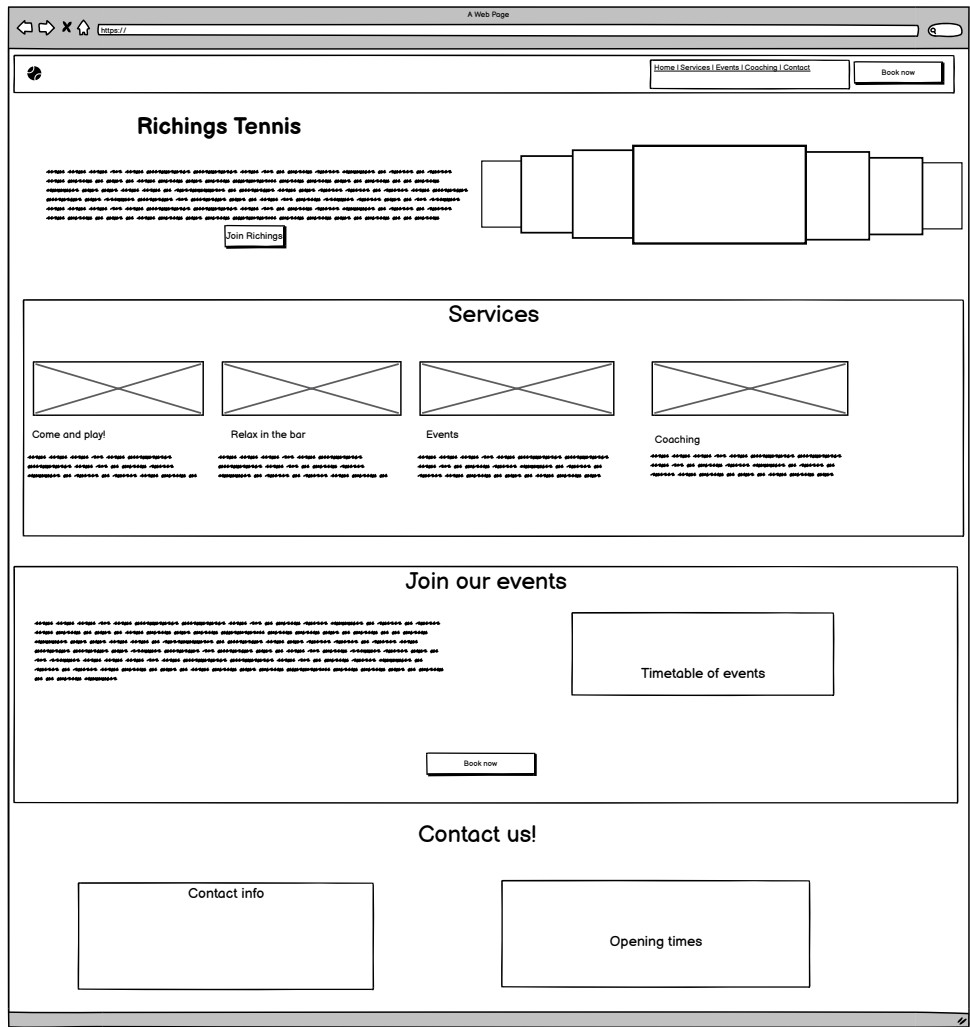 A Web Page
https://
Home | Services | Events | Coaching | Contact
Book now
Richings Tennis
Join Richings
Services
Come and play!
Relax in the bar
Events
Coaching
Join our events
Timetable of events
Book now
Contact us!
Contact info
Opening times